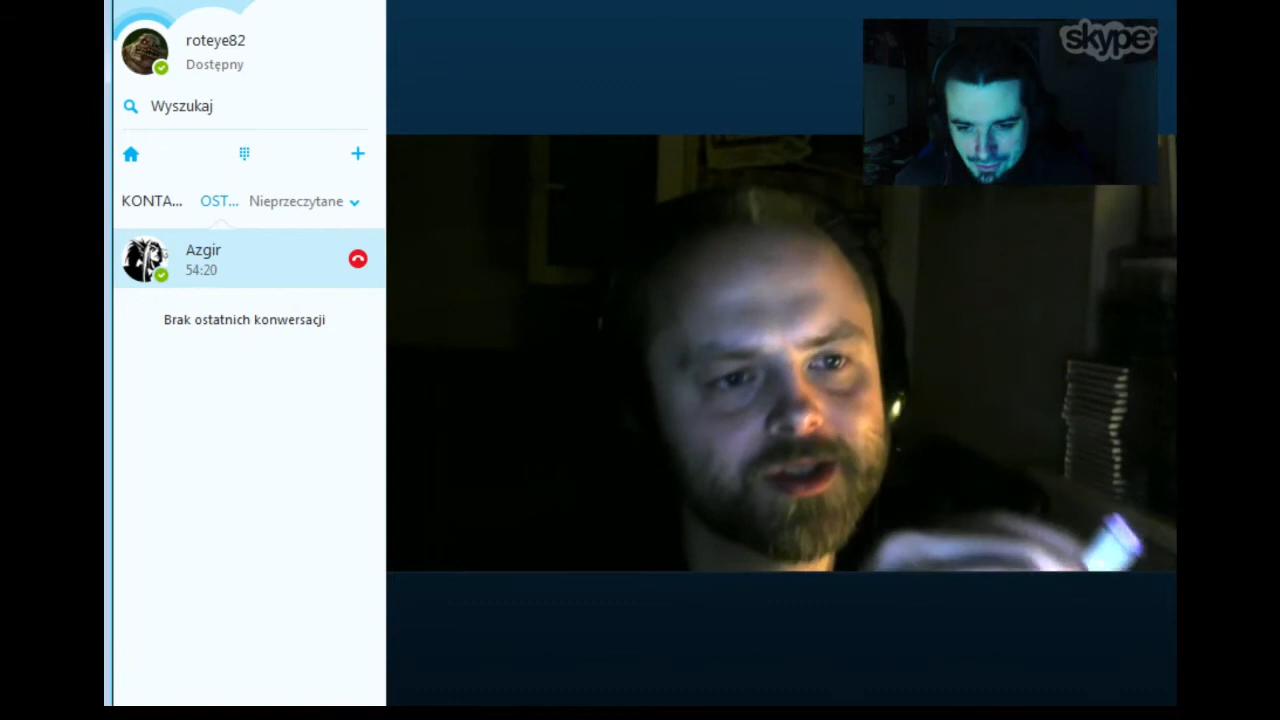 roteye82
Dostępny
Wyszukaj
KONTA... OST... Nieprzeczytane
Azgir
54:20
Brak ostatnich konwersacji
skype